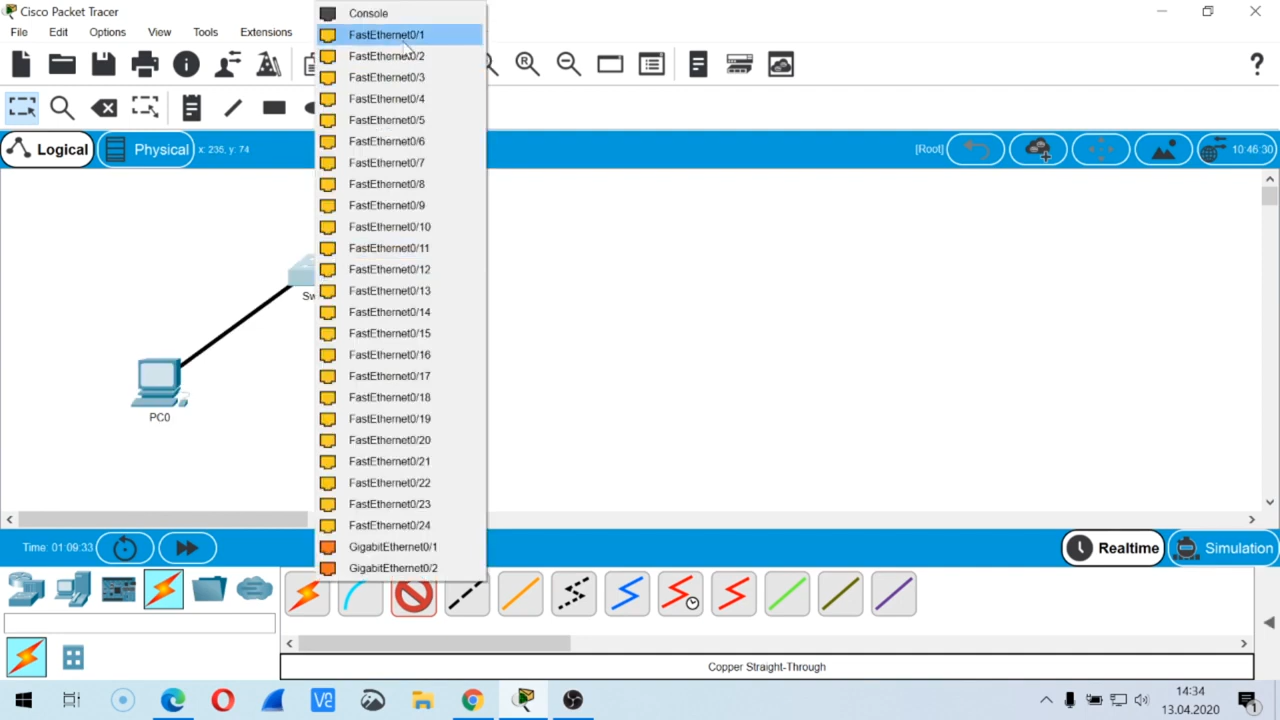 Cisco Packet Tracer
File Edit Options View Tools Extensions
Console
FastEthernet0/1
FastEthernet0/2
FastEthernet0/3
FastEthernet0/4
FastEthernet0/5
FastEthernet0/6
FastEthernet0/7
FastEthernet0/8
FastEthernet0/9
FastEthernet0/10
FastEthernet0/11
FastEthernet0/12
FastEthernet0/13
FastEthernet0/14
FastEthernet0/15
FastEthernet0/16
FastEthernet0/17
FastEthernet0/18
FastEthernet0/19
FastEthernet0/20
FastEthernet0/21
FastEthernet0/22
FastEthernet0/23
FastEthernet0/24
GigabitEthernet0/1
GigabitEthernet0/2
R
?
Logical Physical x: 235, y: 74
[Root] 10:46:30
Sw
PC0
Time: 01:09:33
Realtime Simulation
Copper Straight-Through
14:34
13.04.2020
1